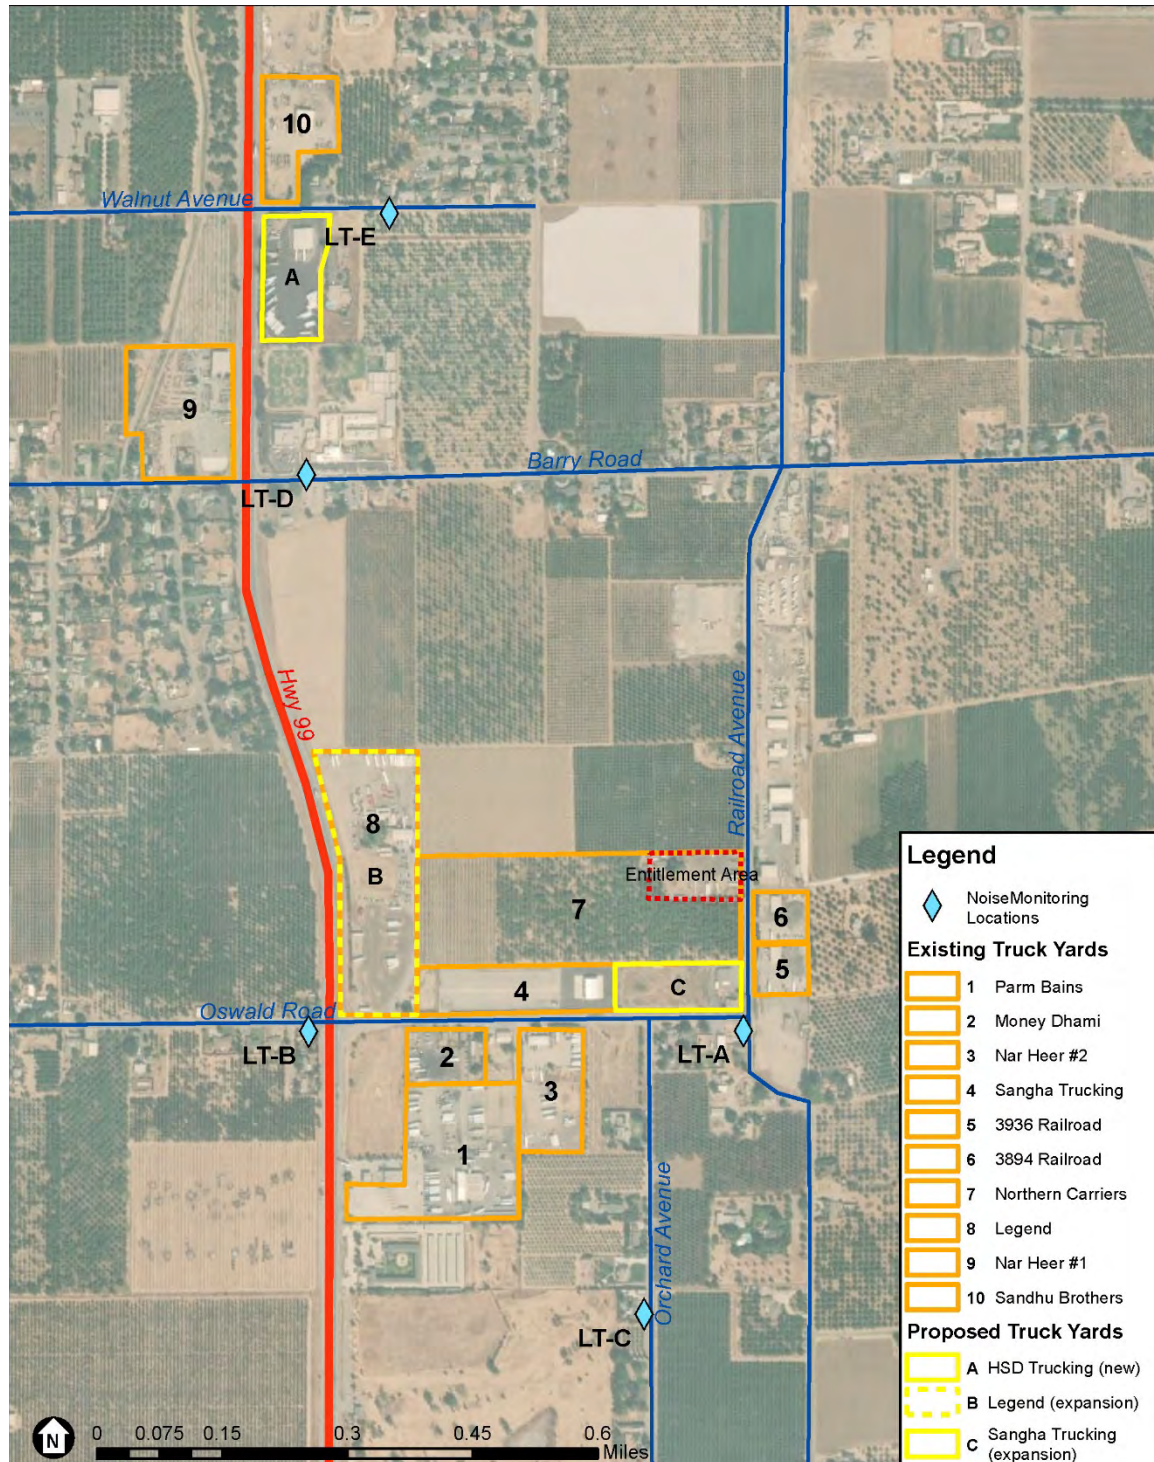 10
Walnut Avenue
LT-E
A
9
Barry Road
LT-D
Hwy 99
8
B
Railroad Avenue
Entitlement Area
7
6
5
4
C
Oswald Road
LT-B
LT-A
2
3
1
Orchard Avenue
LT-C
Legend
NoiseMonitoring
Locations
Existing Truck Yards
1 Parm Bains
2 Money Dhami
3 Nar Heer #2
4 Sangha Trucking
5 3936 Railroad
6 3894 Railroad
7 Northern Carriers
8 Legend
9 Nar Heer #1
10 Sandhu Brothers
Proposed Truck Yards
A HSD Trucking (new)
B Legend (expansion)
C Sangha Trucking
(expansion)
N
0 0.075 0.15 0.3 0.45 0.6
Miles